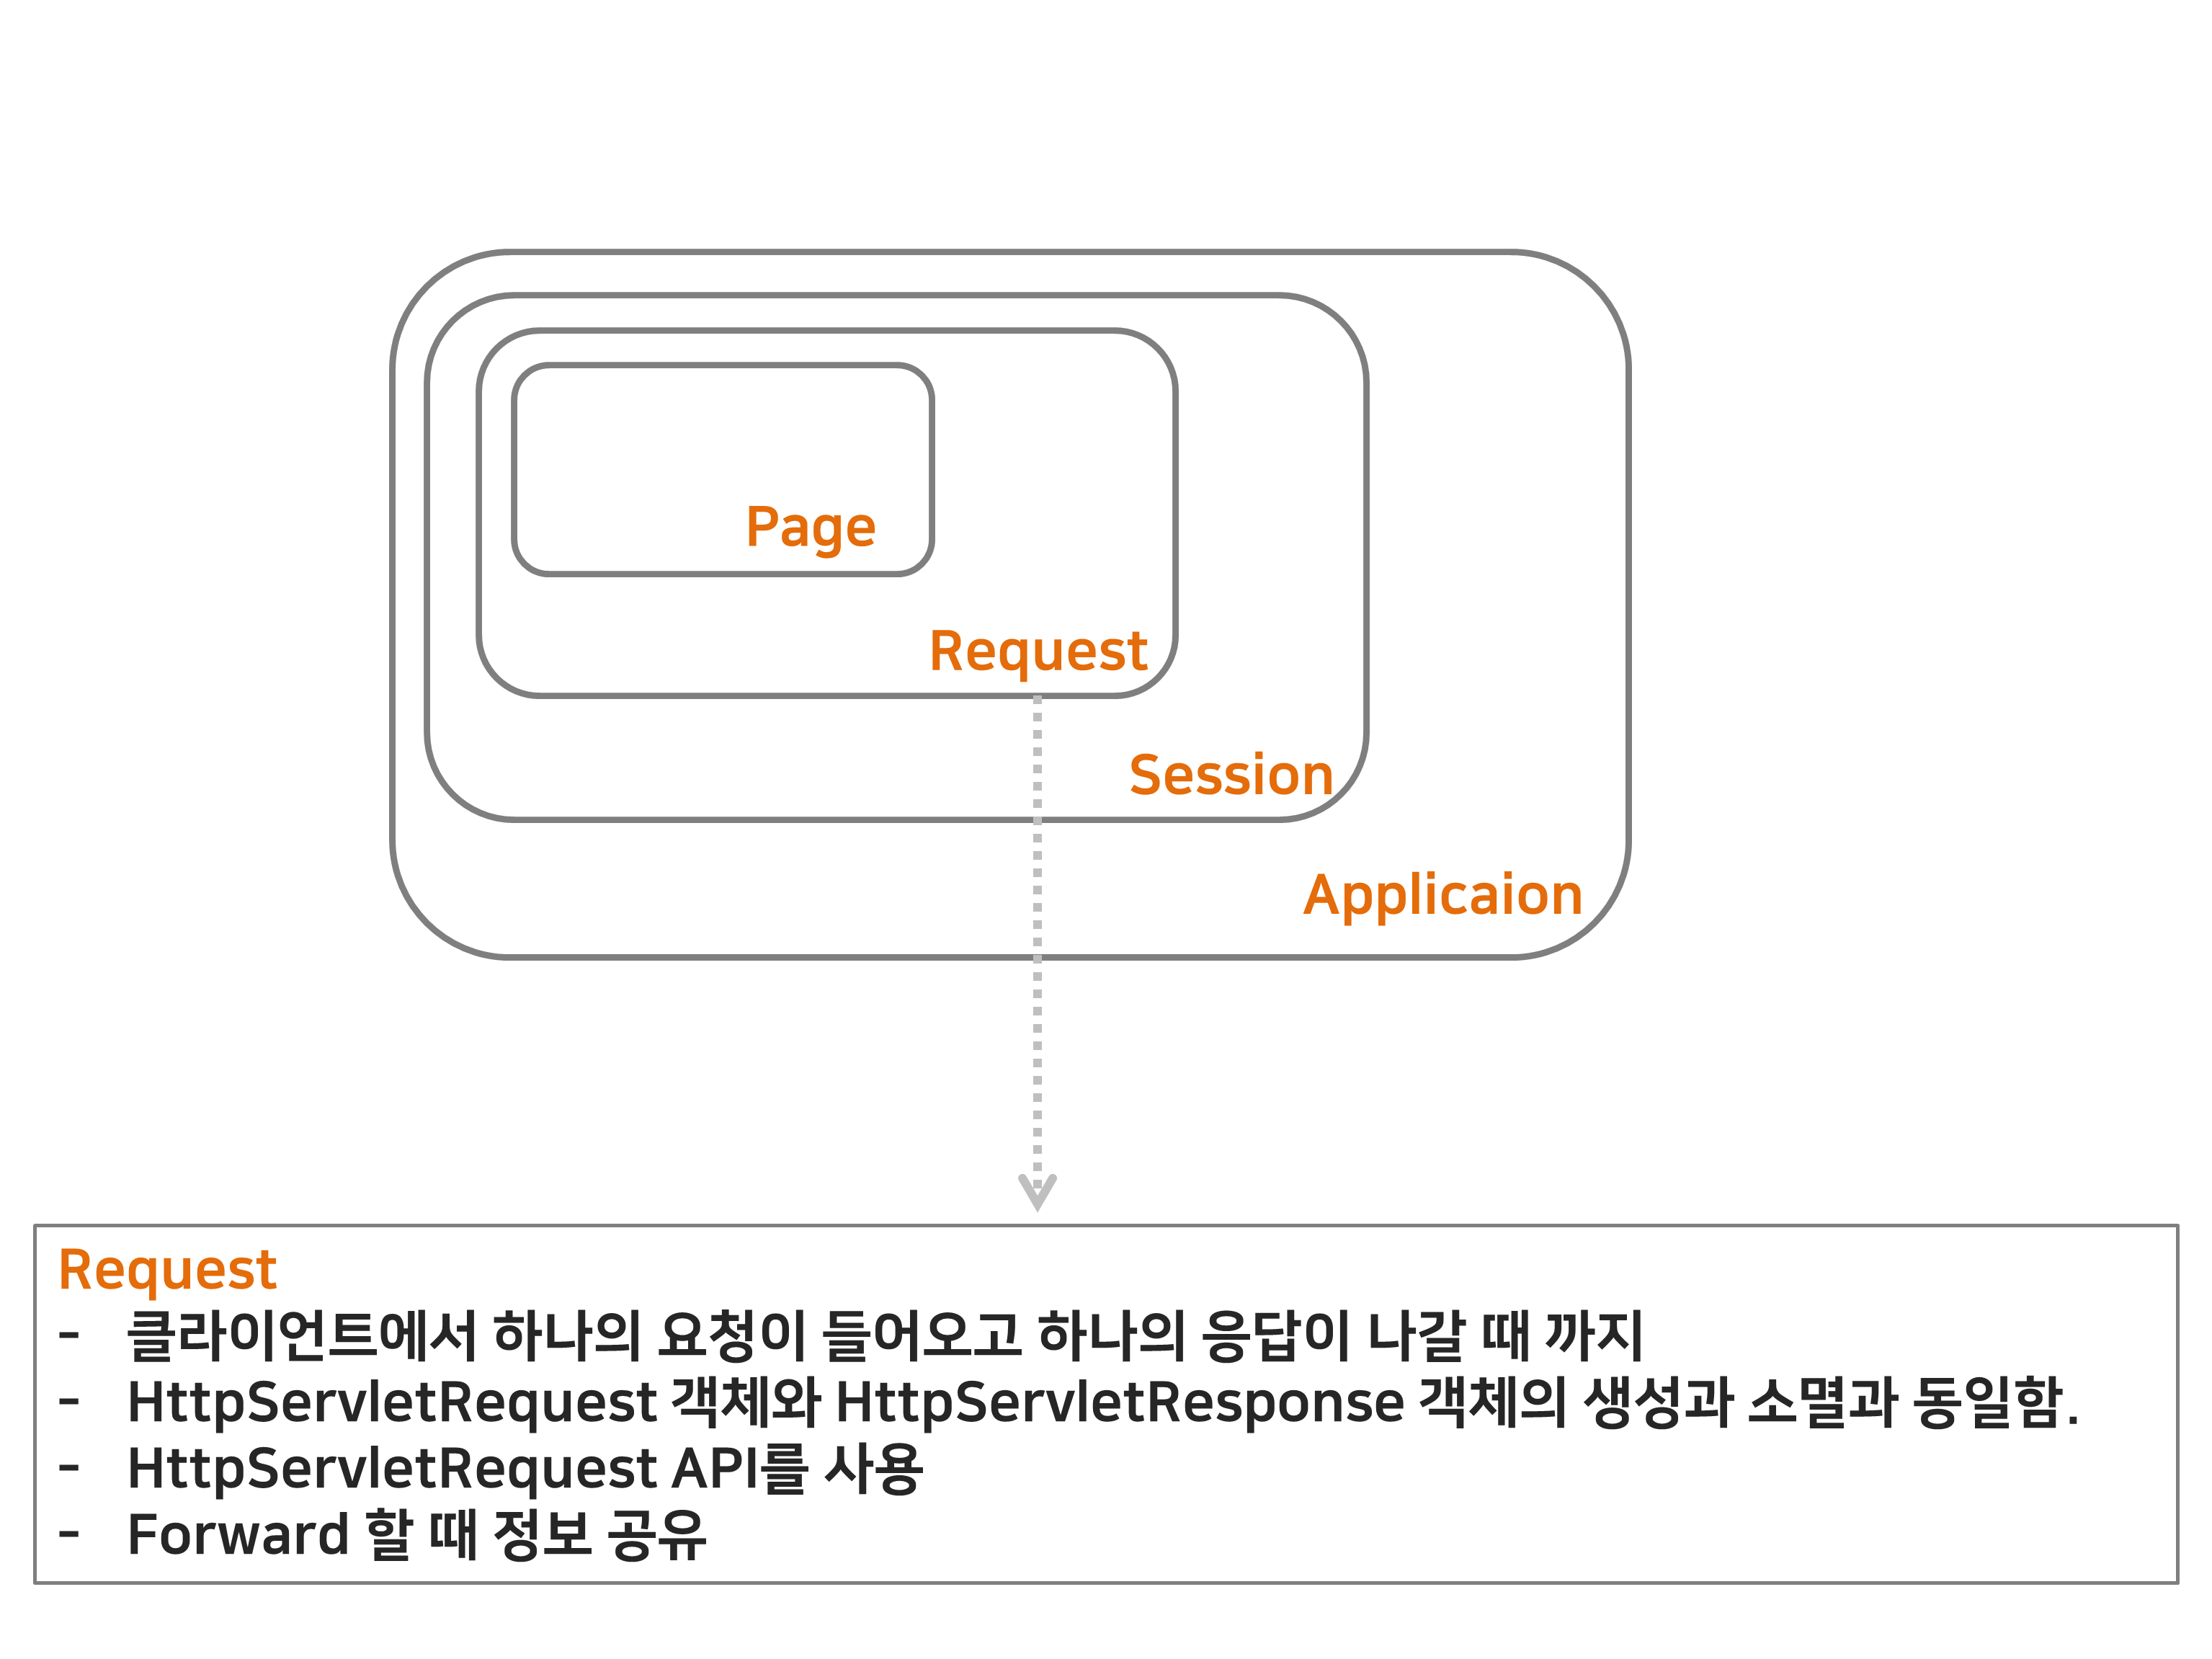 Page
Request
Session
Applicaion
Request
- 클라이언트에서 하나의 요청이 들어오고 하나의 응답이 나갈 때 까지
- HttpServletRequest 객체와 HttpServletResponse 객체의 생성과 소멸과 동일함.
- HttpServletRequest API를 사용
- Forward 할 때 정보 공유